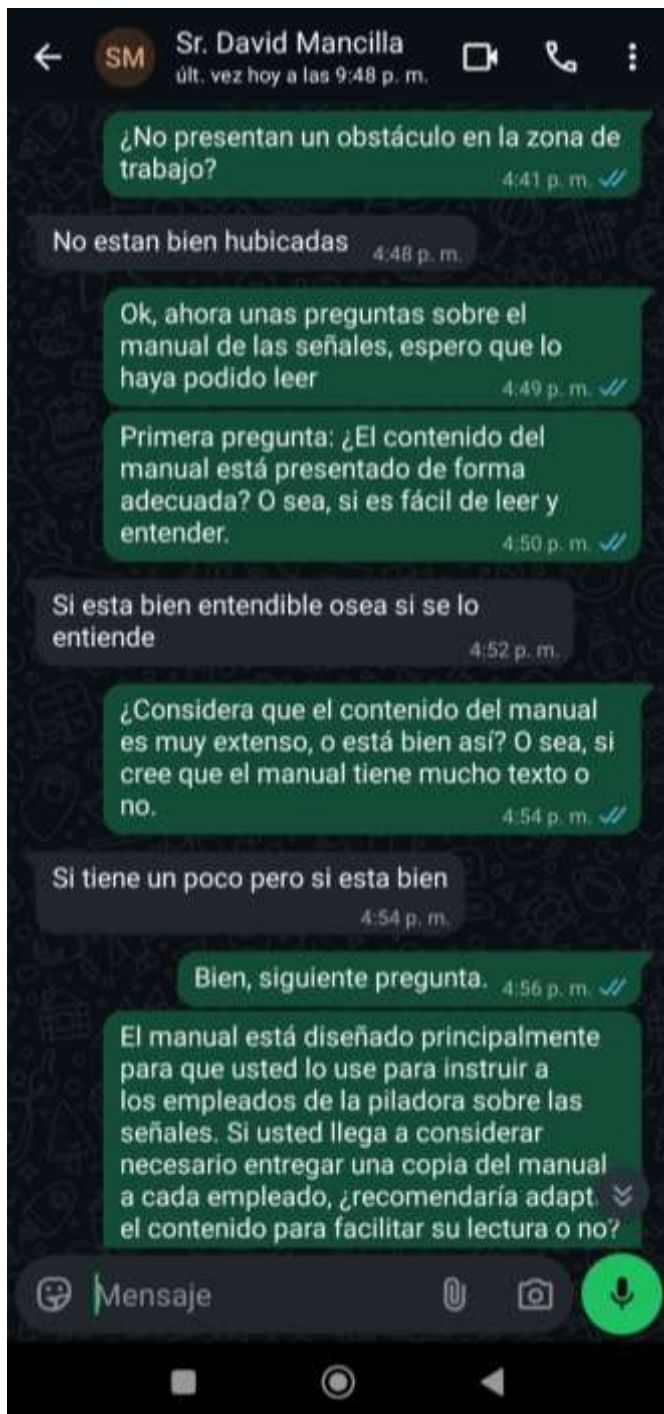 Sr. David Mancilla
últ. vez hoy a las 9:48 p. m.
SM
¿No presentan un obstáculo en la zona de
trabajo?
4:41 p. m.
No estan bien hubicadas
4:48 p. m.
Ok, ahora unas preguntas sobre el
manual de las señales, espero que lo
haya podido leer
4:49 p. m.
Primera pregunta: ¿El contenido del
manual está presentado de forma
adecuada? O sea, si es fácil de leer y
entender.
4:50 p. m.
Si esta bien entendible osea si se lo
entiende
4:52 p. m.
¿Considera que el contenido del manual
es muy extenso, o está bien así? O sea, si
cree que el manual tiene mucho texto o
no.
4:54 p. m.
Si tiene un poco pero si esta bien
4:54 p. m.
Bien, siguiente pregunta.
4:56 p. m.
El manual está diseñado principalmente
para que usted lo use para instruir a
los empleados de la piladora sobre las
señales. Si usted llega a considerar
necesario entregar una copia del manual
a cada empleado, ¿recomendaría adapt
el contenido para facilitar su lectura o no?
Mensaje